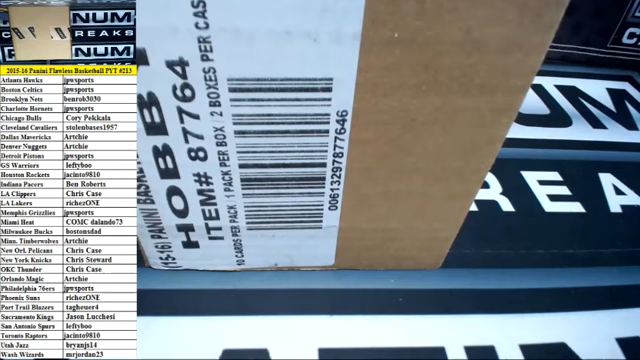 NUM
REAKS
NUM
REAKS
2015-16 Panini Flawless Basketball PYT #213
Atlanta Hawks jpwsports
Boston Celtics jpwsports
Brooklyn Nets benrob3030
Charlotte Hornets jpwsports
Chicago Bulls Cory Pekkala
Cleveland Cavaliers stolenbases1957
Dallas Mavericks Artchie
Denver Nuggets Artchie
Detroit Pistons jpwsports
GS Warriors leftyboo
Houston Rockets jacinto9810
Indiana Pacers Ben Roberts
LA Clippers Chris Case
LA Lakers richezONE
Memphis Grizzlies jpwsports
Miami Heat COMC dalando73
Milwaukee Bucks bostonsdad
Minn. Timberwolves Artchie
New Orl. Pelicans Chris Case
New York Knicks Chris Steward
OKC Thunder Chris Case
Orlando Magic Artchie
Philadelphia 76ers jpwsports
Phoenix Suns richezONE
Port Trail Blazers tagheuer4
Sacramento Kings Jason Lucchesi
San Antonio Spurs leftyboo
Toronto Raptors jacinto9810
Utah Jazz bryanjs14
Wash Wizards mrjordan23
(15-16) PANINI BASKET
HOBB
ITEM# 87764
10 CARDS PER PACK 1 PACK PER BOX 2 BOXES PER CAS
00613297877646
UM
REA